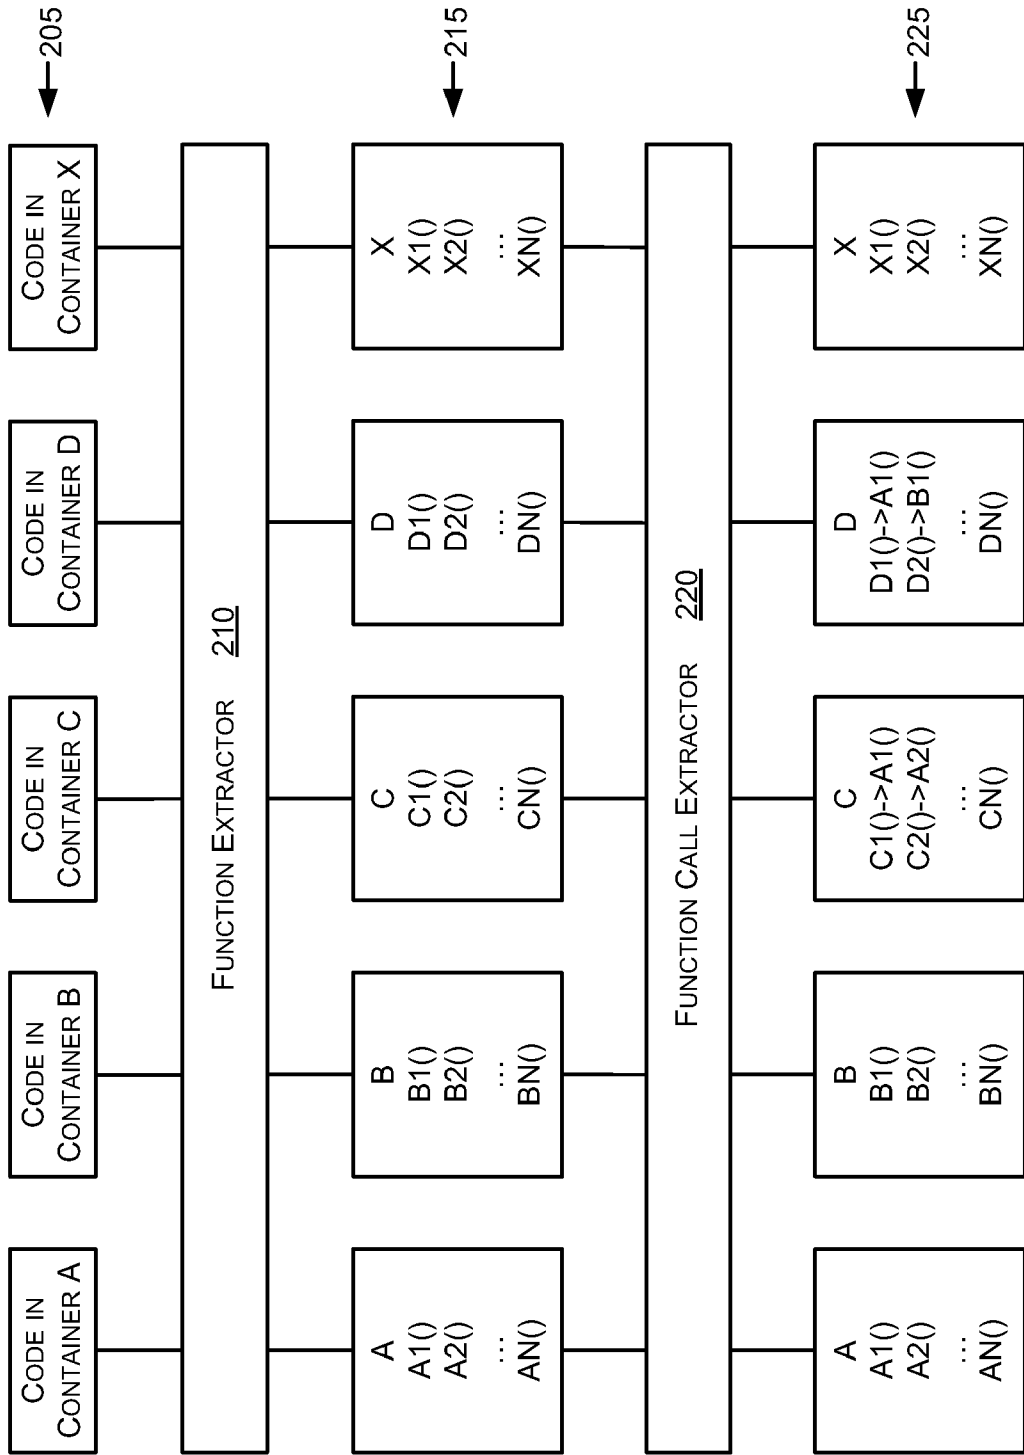 CODE IN
CONTAINER A
CODE IN
CONTAINER B
CODE IN
CONTAINER C
CODE IN
CONTAINER D
CODE IN
CONTAINER X
205
FUNCTION EXTRACTOR 210
A
A1()
A2()
...
AN()
B
B1()
B2()
...
BN()
C
C1()
C2()
...
CN()
D
D1()
D2()
...
DN()
X
X1()
X2()
...
XN()
215
FUNCTION CALL EXTRACTOR 220
A
A1()
A2()
...
AN()
B
B1()
B2()
...
BN()
C
C1()->A1()
C2()->A2()
...
CN()
D
D1()->A1()
D2()->B1()
...
DN()
X
X1()
X2()
...
XN()
225